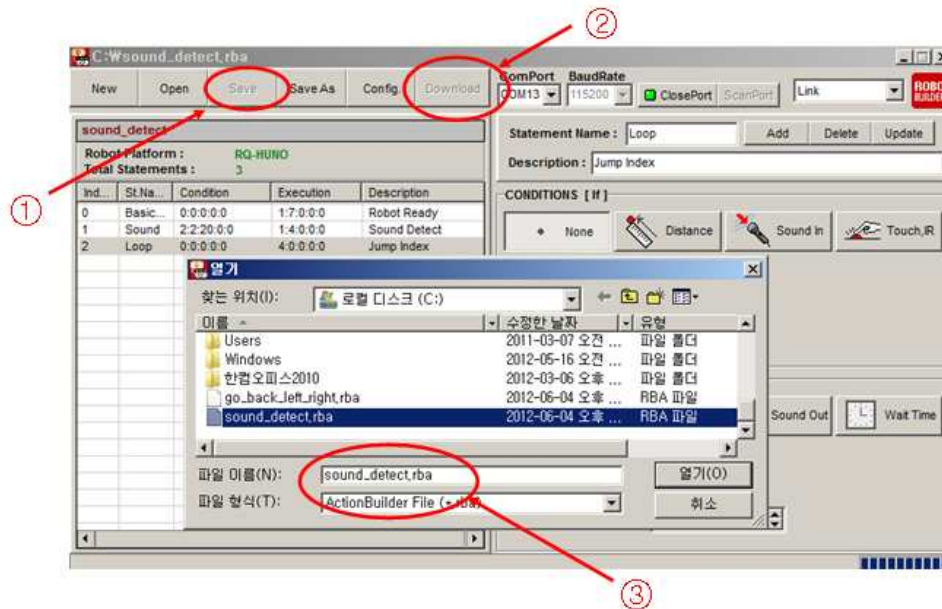 ②
C:₩sound_detect,rba
New Open Save Save As Config. Download
ComPort BaudRate
COM13 115200 ClosePort ScanPort Link ROBO BUILDER
sound_detect
Robot Platform : RQ-HUNO
Total Statements : 3
Ind... St.Na... Condition Execution Description
0 Basic... 0:0:0:0:0 1:7:0:0:0 Robot Ready
1 Sound 2:2:20:0:0 1:4:0:0:0 Sound Detect
2 Loop 0:0:0:0:0 4:0:0:0:0 Jump Index
①
Statement Name : Loop Add Delete Update
Description : Jump Index
CONDITIONS [ If ]
None Distance Sound In Touch,IR
열기
찾는 위치(I): 로컬 디스크 (C:)
이름 수정한 날짜 유형
Users 2011-03-07 오전 ... 파일 폴더
Windows 2012-05-16 오전 ... 파일 폴더
한컴오피스2010 2012-03-06 오후 ... 파일 폴더
go_back_left_right,rba 2012-06-04 오후 ... RBA 파일
sound_detect,rba 2012-06-04 오후 ... RBA 파일
파일 이름(N): sound_detect,rba 열기(O)
파일 형식(T): ActionBuilder File (*.rba) 취소
Sound Out Wait Time
③